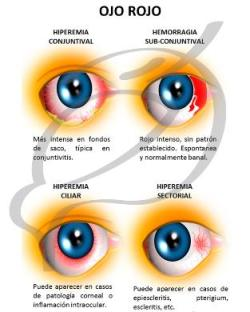 OJO ROJO
HIPEREMIA
CONJUNTIVAL
HEMORRAGIA
SUB-CONJUNTIVAL
Más intensa en fondos
de saco, típica en
conjuntivitis.
Rojo intenso, sin patrón
establecido. Espontanea
y normalmente banal.
HIPEREMIA
CILIAR
HIPEREMIA
SECTORIAL
Puede aparecer en casos
de patología corneal o
inflamación intraocular.
Puede aparecer en casos de
epiescleritis, pterigium,
escleritis, etc.